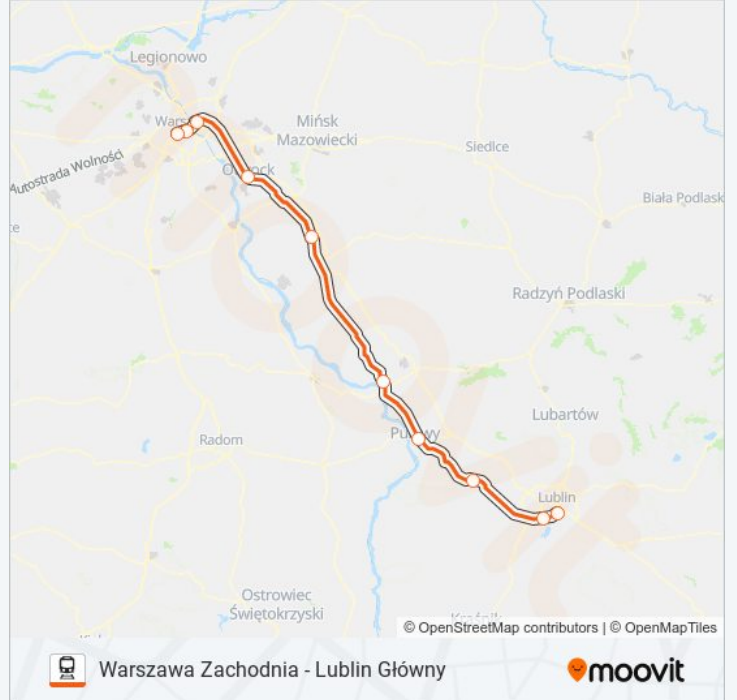 Legionowo
Mińsk
Mazowiecki
Siedlce
Autostrada Wolności
Biała Podlask
Radzyń Podlaski
Lubartów
Radom
Lublin
Ostrowiec
Świętokrzyski
© OpenStreetMap contributors | © OpenMapTiles
Warszawa Zachodnia - Lublin Główny
moovit